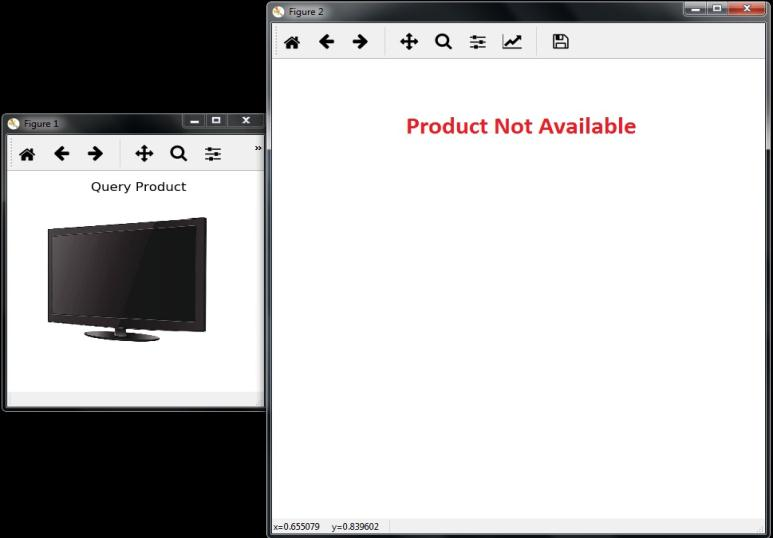 Figure 1
»
Query Product
Figure 2
Product Not Available
x=0.655079 y=0.839602